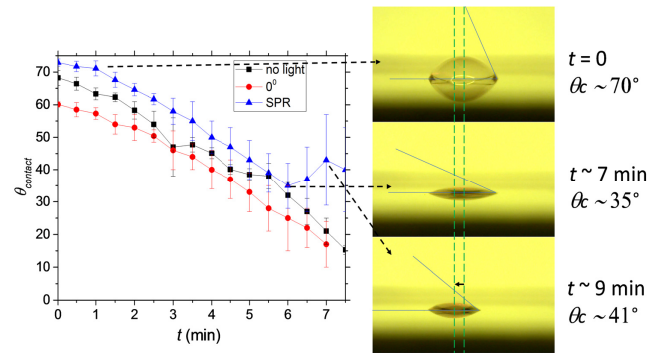 70
60
50
40
30
20
10
0
θcontact
0
1
2
3
4
5
6
7
t (min)
no light
0⁰
SPR
t = 0
θc ~ 70°
t ~ 7 min
θc ~ 35°
t ~ 9 min
θc ~ 41°